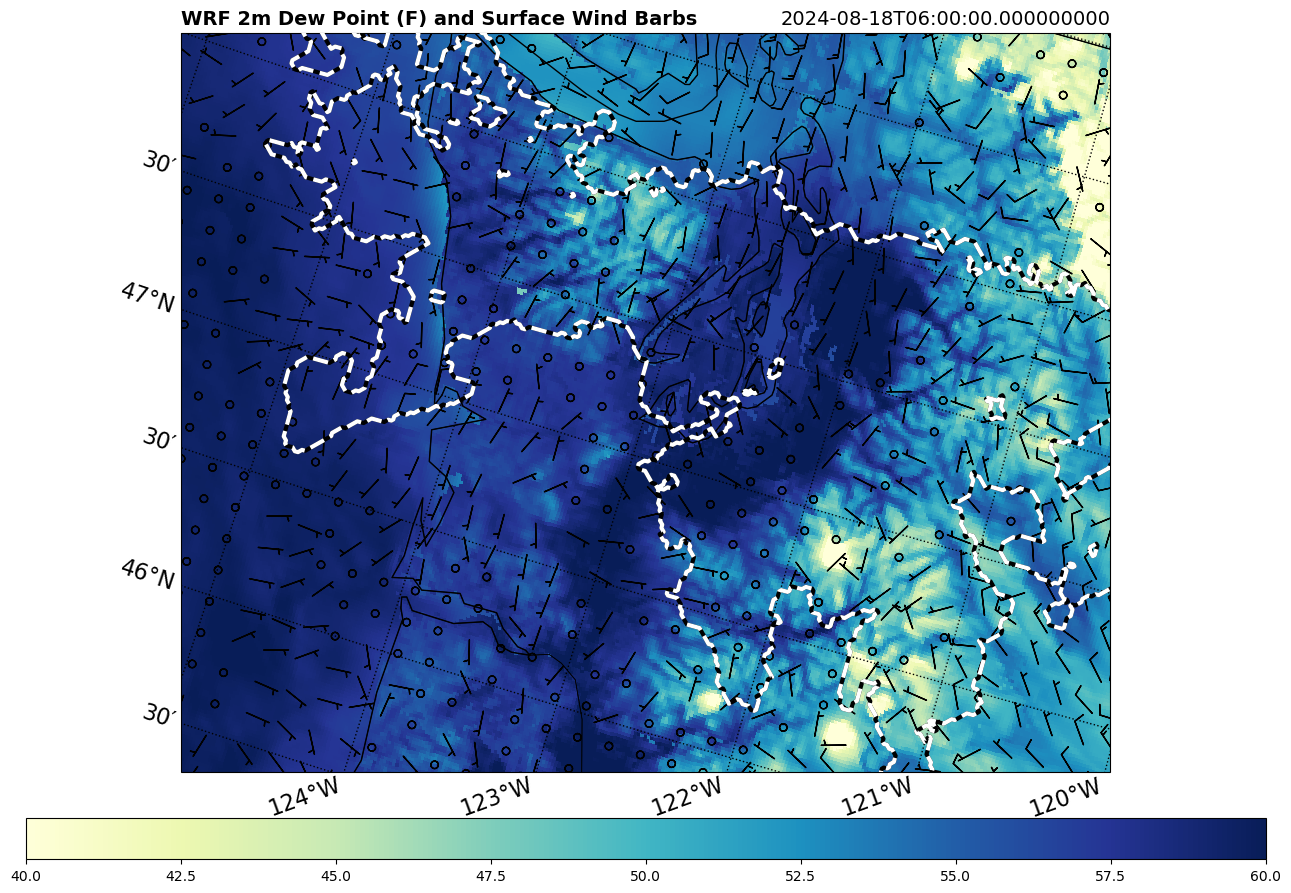 WRF 2m Dew Point (F) and Surface Wind Barbs
2024-08-18T06:00:00.000000000
30′
47°N
30′
46°N
30′
124°W
123°W
122°W
121°W
120°W
40.0
42.5
45.0
47.5
50.0
52.5
55.0
57.5
60.0